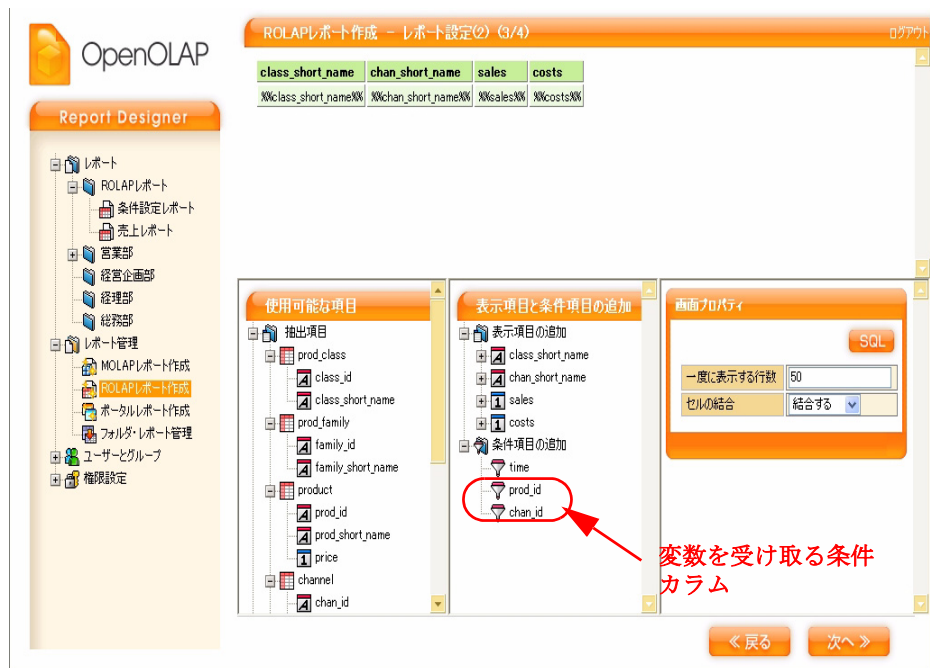 OpenOLAP
ROLAPレポート作成 － レポート設定(2) (3/4)
ログアウト
class_short_name chan_short_name sales costs
%%class_short_name%% %%chan_short_name%% %%sales%% %%costs%%
Report Designer
レポート
ROLAPレポート
条件設定レポート
売上レポート
営業部
経営企画部
経理部
総務部
レポート管理
MOLAPレポート作成
ROLAPレポート作成
ポータルレポート作成
フォルダ・レポート管理
ユーザーとグループ
権限設定
使用可能な項目
抽出項目
prod_class
class_id
class_short_name
prod_family
family_id
family_short_name
product
prod_id
prod_short_name
price
channel
chan_id
表示項目と条件項目の追加
表示項目の追加
class_short_name
chan_short_name
sales
costs
条件項目の追加
time
prod_id
chan_id
画面プロパティ
SQL
一度に表示する行数 50
セルの結合 結合する
変数を受け取る条件
カラム
≪ 戻る
次へ ≫